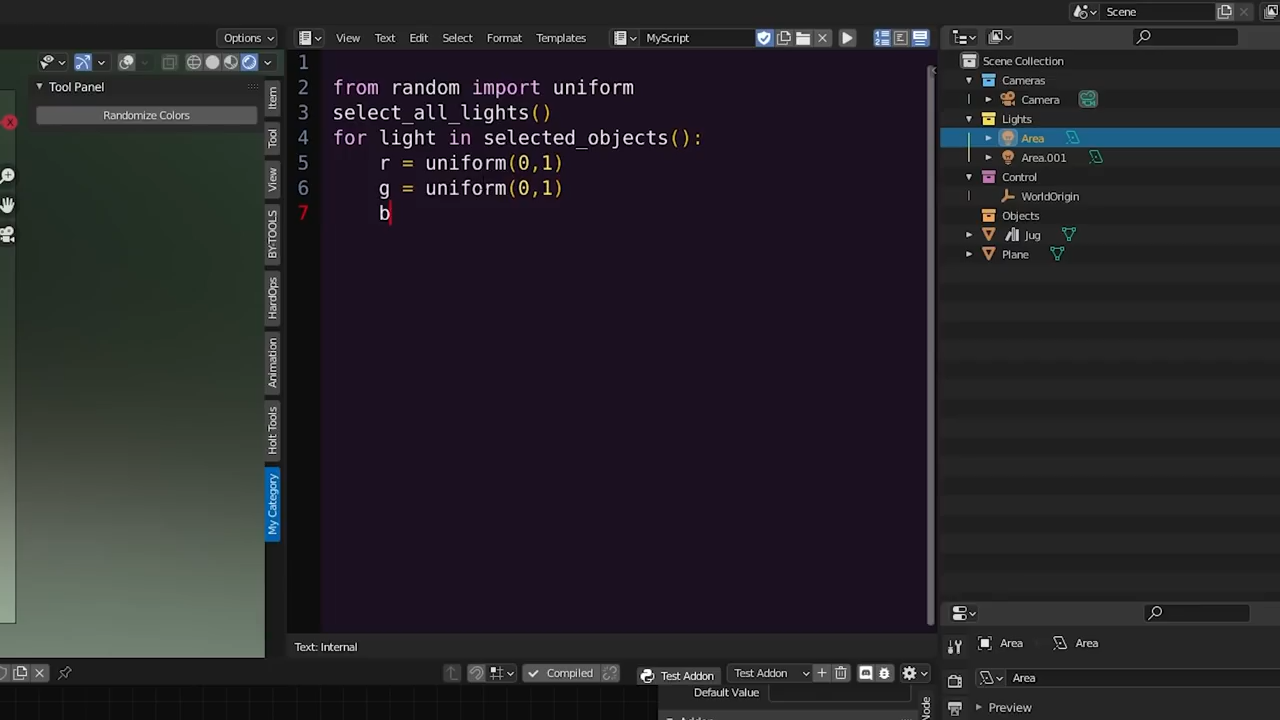 Scene
Options
View Text Edit Select Format Templates
MyScript
Tool Panel
Randomize Colors
Item
Tool
View
BY-TOOLS
HardOps
Animation
Holt Tools
My Category
1
2 from random import uniform
3 select_all_lights()
4 for light in selected_objects():
5 r = uniform(0,1)
6 g = uniform(0,1)
7 b
Text: Internal
Scene Collection
Cameras
Camera
Lights
Area
Area.001
Control
WorldOrigin
Objects
Jug
Plane
Area Area
Area
Preview
Compiled
Test Addon
Test Addon
Default Value
Node